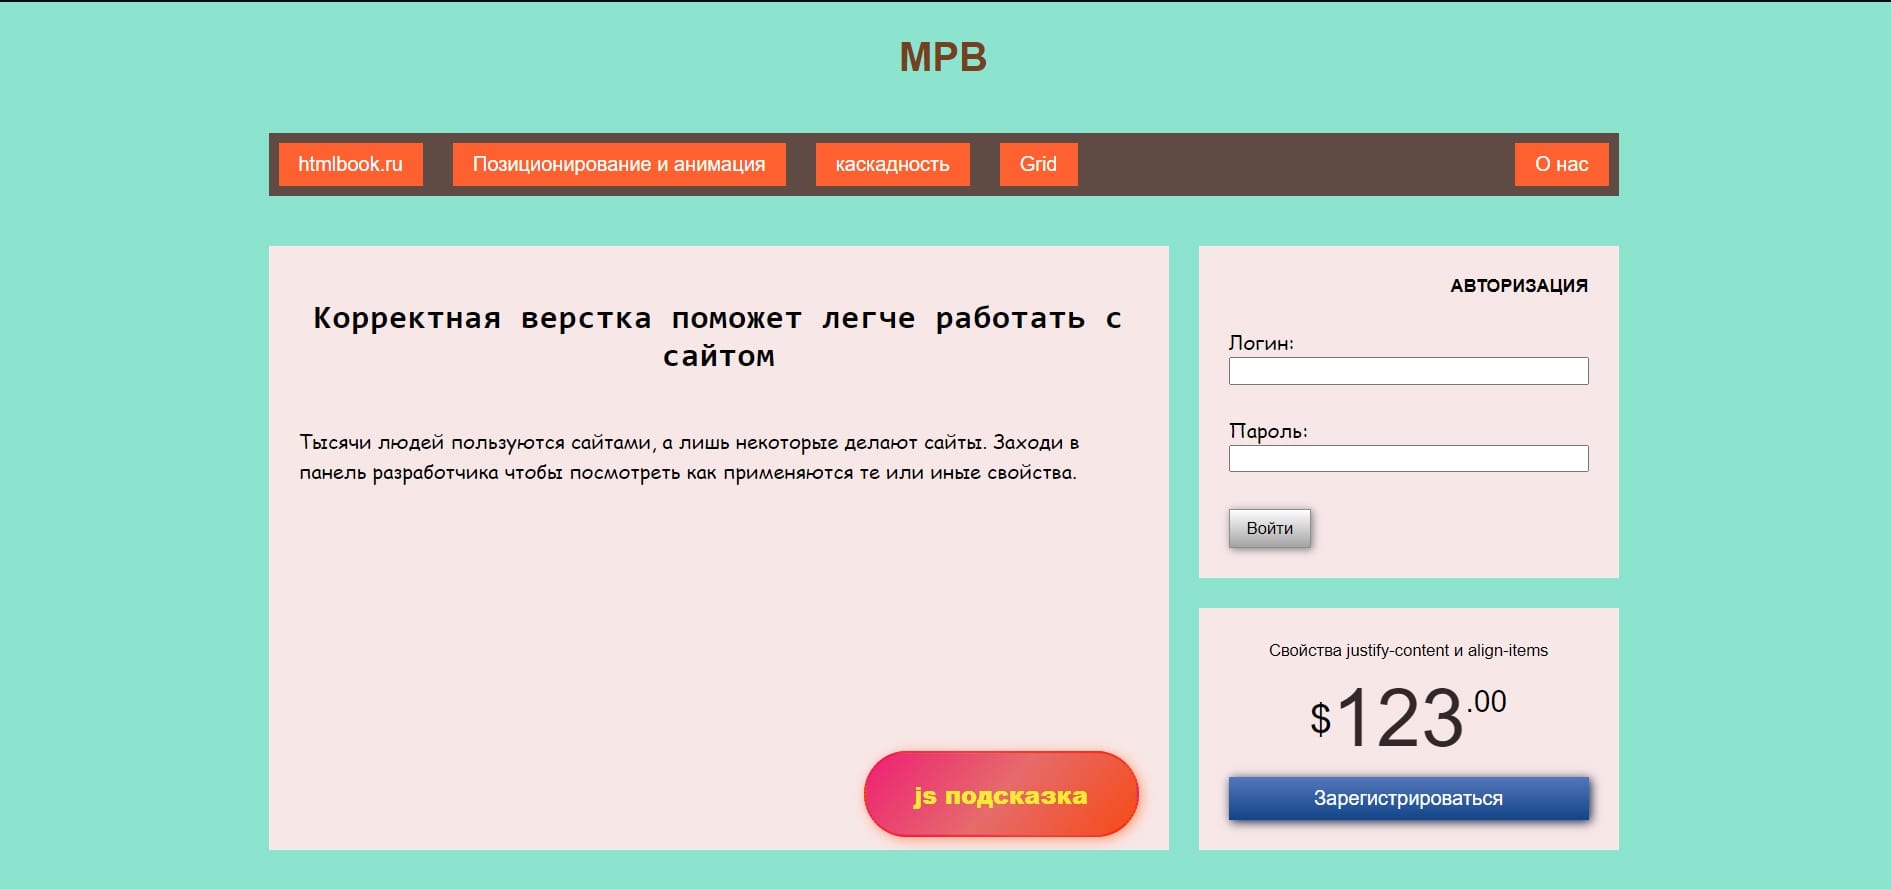 МРВ
htmlbook.ru
Позиционирование и анимация
каскадность
Grid
О нас
Корректная верстка поможет легче работать с
сайтом
Тысячи людей пользуются сайтами, а лишь некоторые делают сайты. Заходи в
панель разработчика чтобы посмотреть как применяются те или иные свойства.
js подсказка
АВТОРИЗАЦИЯ
Логин:
Пароль:
Войти
Свойства justify-content и align-items
$123.00
Зарегистрироваться